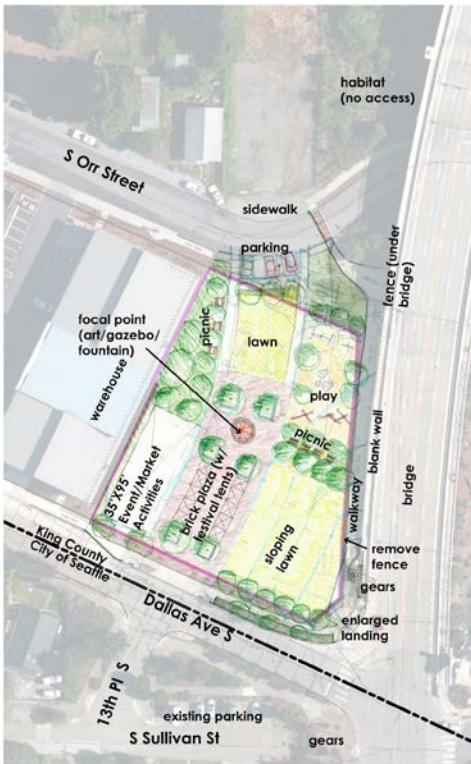 habitat
(no access)
S Orr Street
sidewalk
parking
fence (under
bridge)
focal point
(art/gazebo/
fountain)
picnic
lawn
warehouse
play
picnic
blank wall
bridge
35'X95'
Event/Market
Activities
brick plaza (w/
festival tents)
sloping
lawn
walkway
remove
fence
King County
City of Seattle
gears
enlarged
landing
Dallas Ave S
13th Pl S
existing parking
S Sullivan St
gears